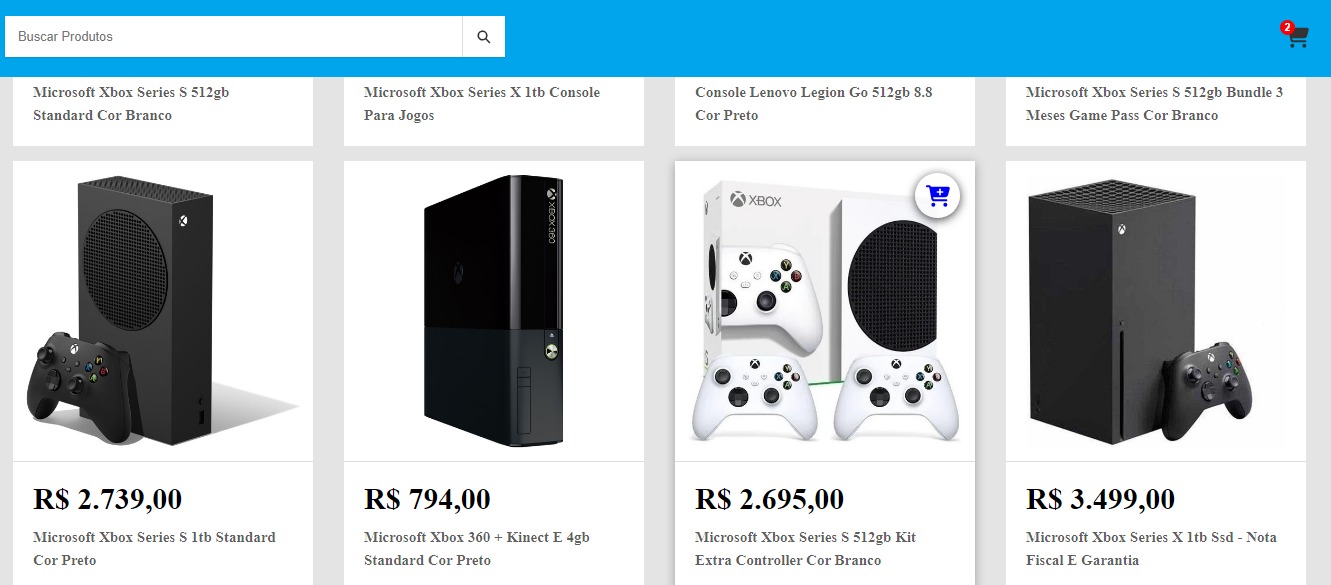 Buscar Produtos
2
Microsoft Xbox Series S 512gb
Standard Cor Branco
Microsoft Xbox Series X 1tb Console
Para Jogos
Console Lenovo Legion Go 512gb 8.8
Cor Preto
Microsoft Xbox Series S 512gb Bundle 3
Meses Game Pass Cor Branco
XBOX 360
XBOX
R$ 2.739,00
Microsoft Xbox Series S 1tb Standard
Cor Preto
R$ 794,00
Microsoft Xbox 360 + Kinect E 4gb
Standard Cor Preto
R$ 2.695,00
Microsoft Xbox Series S 512gb Kit
Extra Controller Cor Branco
R$ 3.499,00
Microsoft Xbox Series X 1tb Ssd - Nota
Fiscal E Garantia